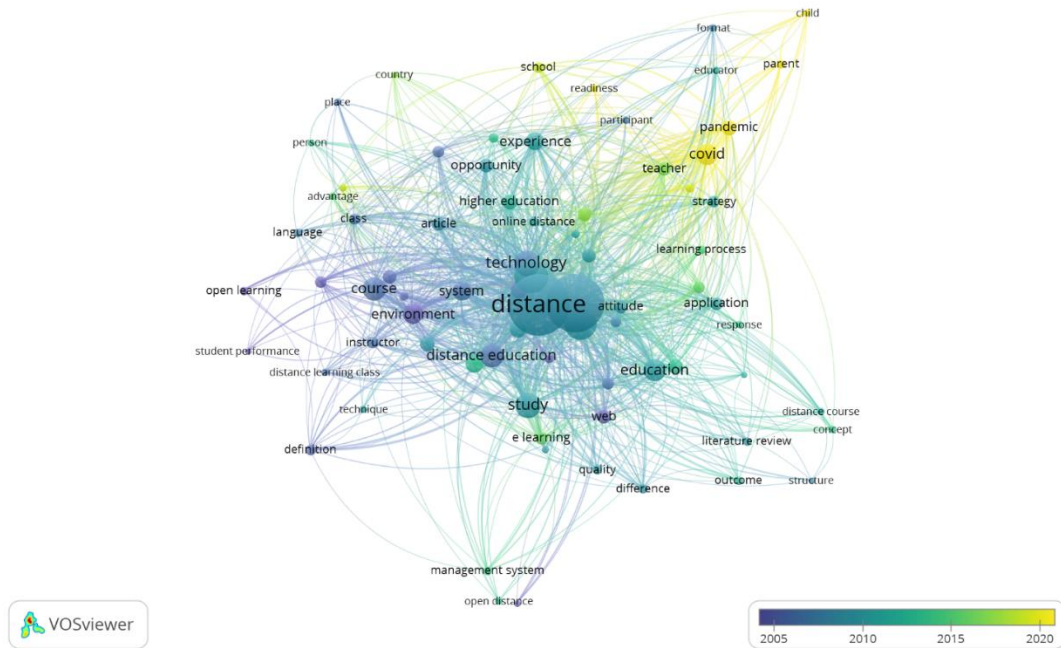 child
format
parent
school
educator
country
readiness
place
participant
pandemic
person
experience
covid
opportunity
teacher
advantage
higher education
strategy
class
article
online distance
language
learning process
technology
open learning
course
system
distance
attitude
application
environment
response
instructor
student performance
distance education
distance learning class
education
technique
study
distance course
web
concept
e learning
literature review
definition
quality
outcome
structure
difference
management system
open distance
VOSviewer
2005
2010
2015
2020